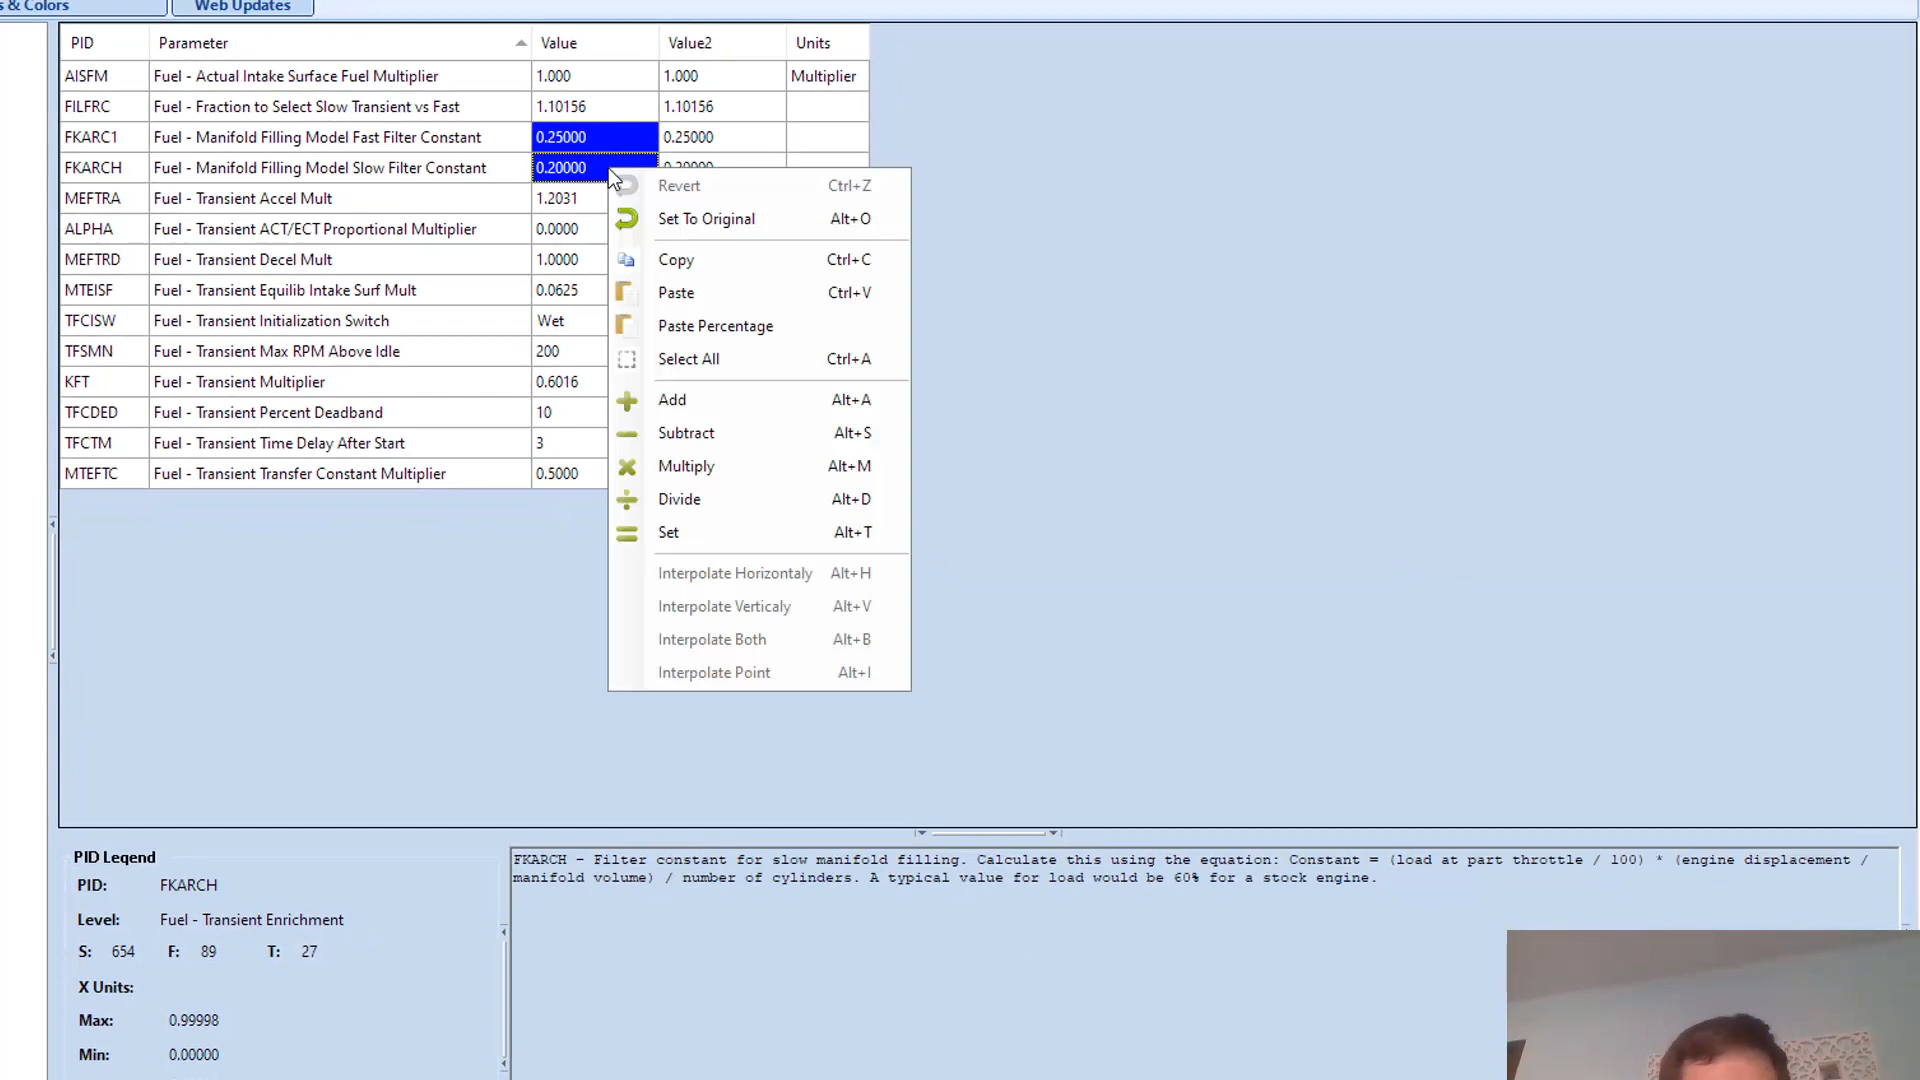 s & Colors Web Updates
PID Parameter Value Value2 Units
AISFM Fuel - Actual Intake Surface Fuel Multiplier 1.000 1.000 Multiplier
FILFRC Fuel - Fraction to Select Slow Transient vs Fast 1.10156 1.10156
FKARC1 Fuel - Manifold Filling Model Fast Filter Constant 0.25000 0.25000
FKARCH Fuel - Manifold Filling Model Slow Filter Constant 0.20000 0.20000
MEFTRA Fuel - Transient Accel Mult 1.2031
ALPHA Fuel - Transient ACT/ECT Proportional Multiplier 0.0000
MEFTRD Fuel - Transient Decel Mult 1.0000
MTEISF Fuel - Transient Equilib Intake Surf Mult 0.0625
TFCISW Fuel - Transient Initialization Switch Wet
TFSMN Fuel - Transient Max RPM Above Idle 200
KFT Fuel - Transient Multiplier 0.6016
TFCDED Fuel - Transient Percent Deadband 10
TFCTM Fuel - Transient Time Delay After Start 3
MTEFTC Fuel - Transient Transfer Constant Multiplier 0.5000
Revert Ctrl+Z
Set To Original Alt+O
Copy Ctrl+C
Paste Ctrl+V
Paste Percentage
Select All Ctrl+A
Add Alt+A
Subtract Alt+S
Multiply Alt+M
Divide Alt+D
Set Alt+T
Interpolate Horizontaly Alt+H
Interpolate Verticaly Alt+V
Interpolate Both Alt+B
Interpolate Point Alt+I
PID Legend
PID: FKARCH
Level: Fuel - Transient Enrichment
S: 654 F: 89 T: 27
X Units:
Max: 0.99998
Min: 0.00000
FKARCH - Filter constant for slow manifold filling. Calculate this using the equation: Constant = (load at part throttle / 100) * (engine displacement /
manifold volume) / number of cylinders. A typical value for load would be 60% for a stock engine.